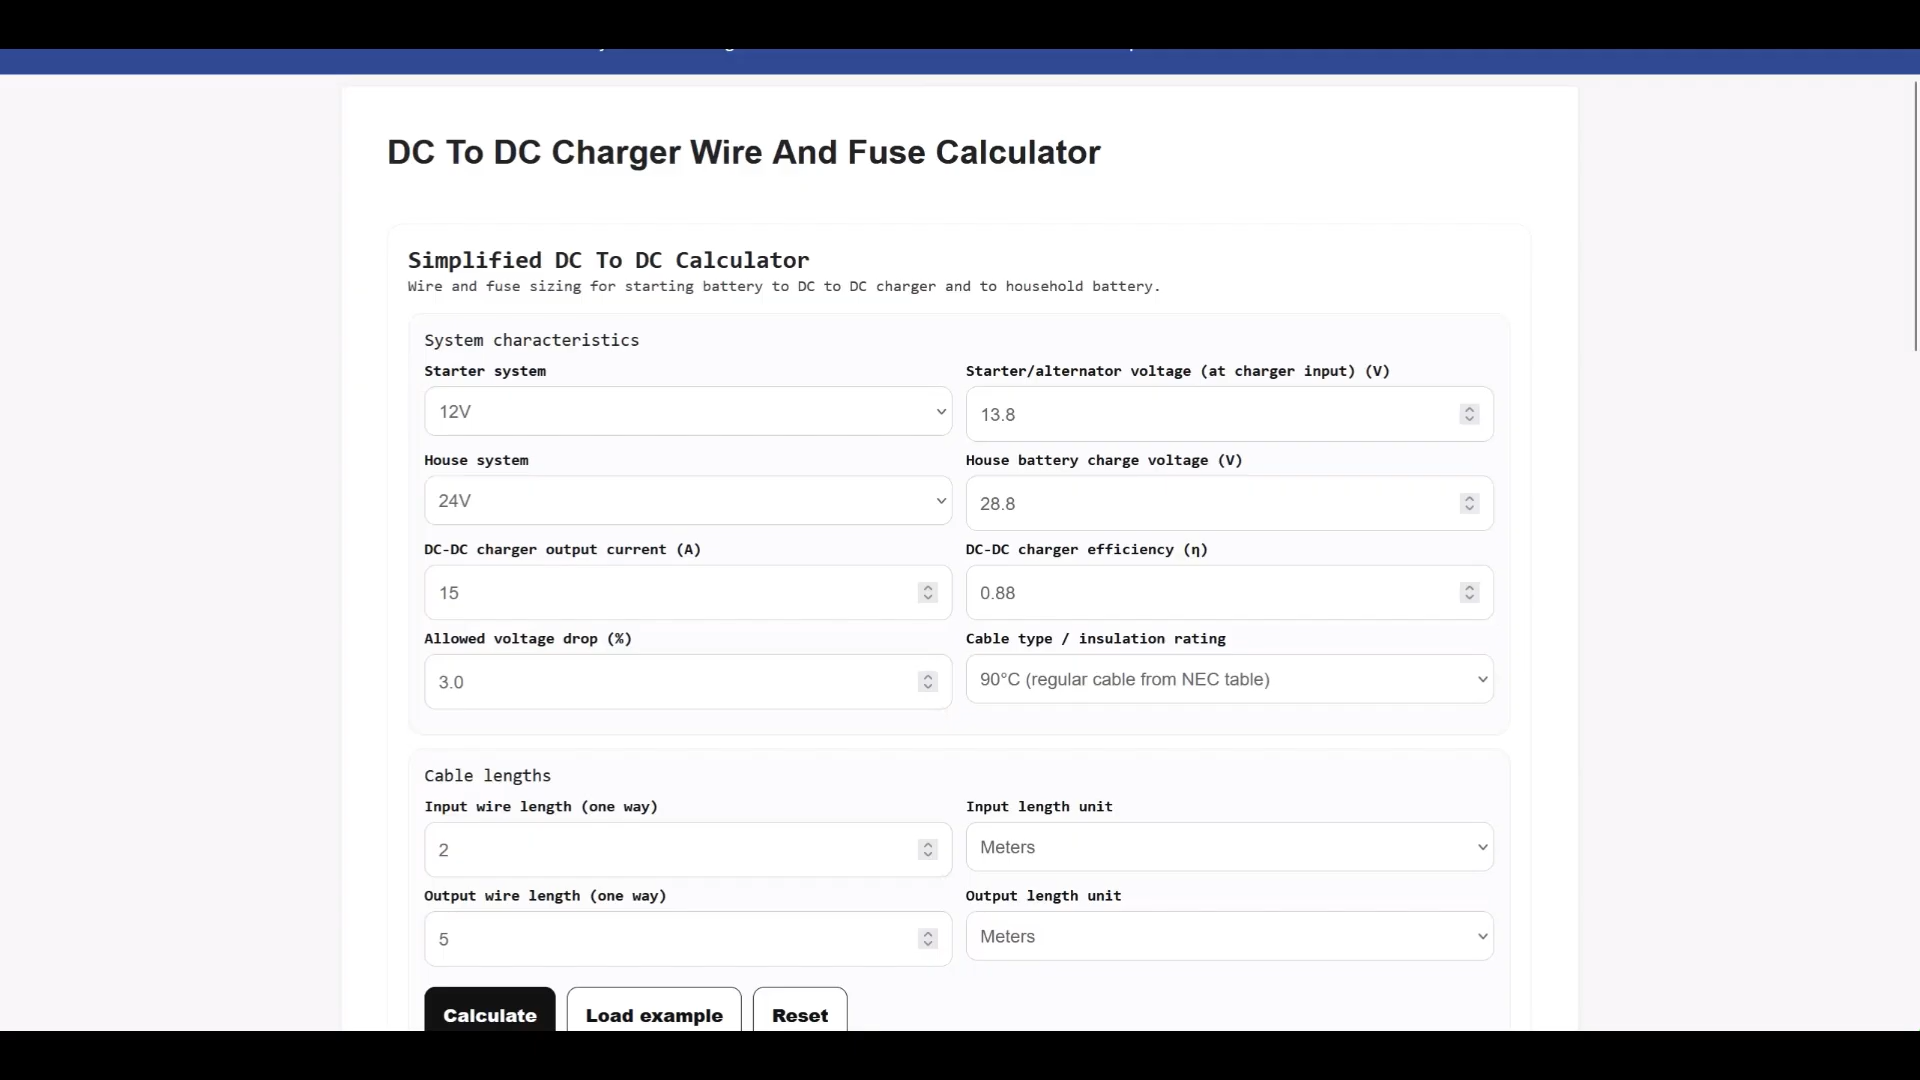 DC To DC Charger Wire And Fuse Calculator
Simplified DC To DC Calculator
Wire and fuse sizing for starting battery to DC to DC charger and to household battery.
System characteristics
Starter system
Starter/alternator voltage (at charger input) (V)
12V
13.8
House system
House battery charge voltage (V)
24V
28.8
DC-DC charger output current (A)
DC-DC charger efficiency (η)
15
0.88
Allowed voltage drop (%)
Cable type / insulation rating
3.0
90°C (regular cable from NEC table)
Cable lengths
Input wire length (one way)
Input length unit
2
Meters
Output wire length (one way)
Output length unit
5
Meters
Calculate
Load example
Reset